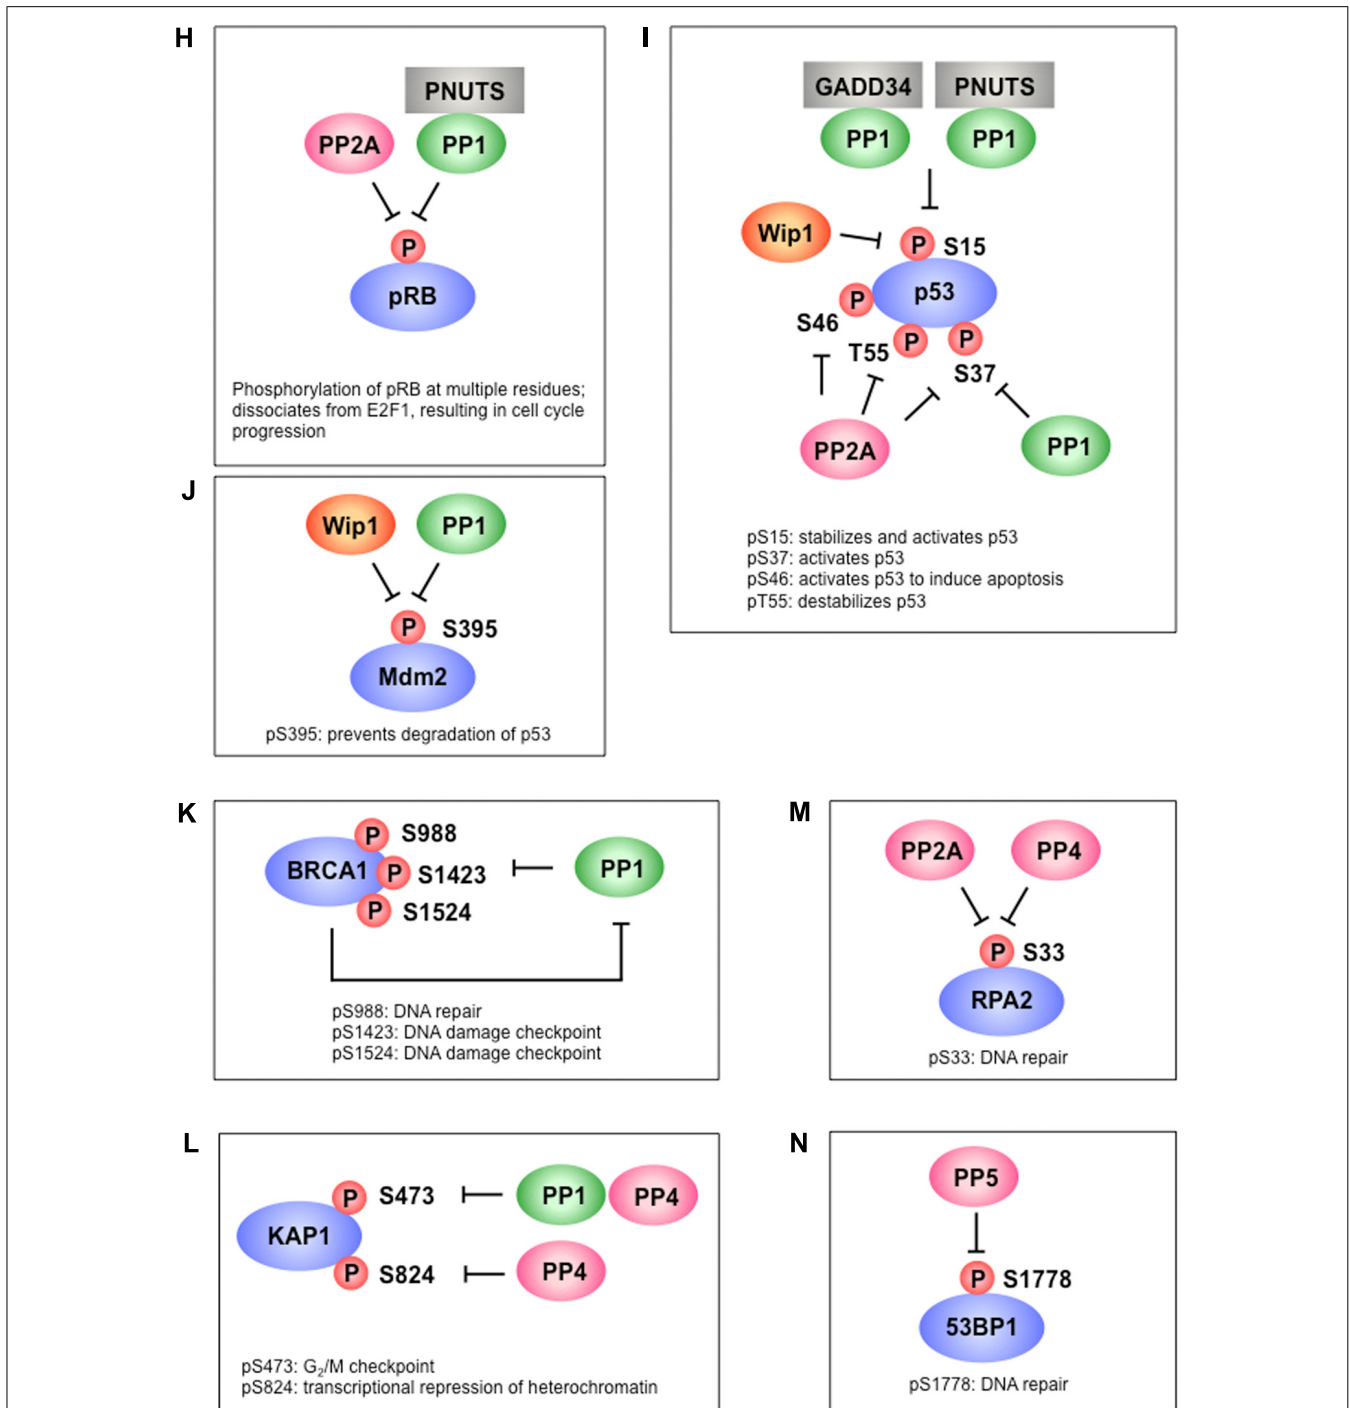 H
PNUTS
PP2A
PP1
P
pRB
Phosphorylation of pRB at multiple residues;
dissociates from E2F1, resulting in cell cycle
progression
I
GADD34
PNUTS
PP1
PP1
Wip1
P
S15
p53
P
S46
T55
P
P
S37
PP2A
PP1
pS15: stabilizes and activates p53
pS37: activates p53
pS46: activates p53 to induce apoptosis
pT55: destabilizes p53
J
Wip1
PP1
P
S395
Mdm2
pS395: prevents degradation of p53
K
P
S988
BRCA1
P
S1423
PP1
P
S1524
pS988: DNA repair
pS1423: DNA damage checkpoint
pS1524: DNA damage checkpoint
M
PP2A
PP4
P
S33
RPA2
pS33: DNA repair
L
P
S473
PP1
PP4
KAP1
P
S824
PP4
pS473: G₂/M checkpoint
pS824: transcriptional repression of heterochromatin
N
PP5
P
S1778
53BP1
pS1778: DNA repair